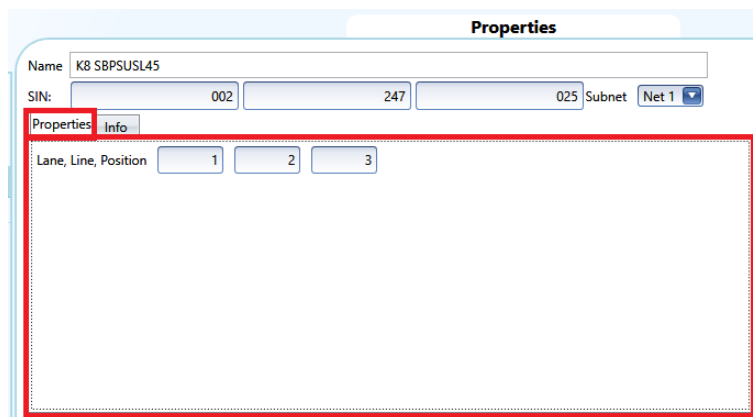 Properties
Name K8 SBPSUSL45
SIN: 002 247 025 Subnet Net 1
Properties Info
Lane, Line, Position 1 2 3